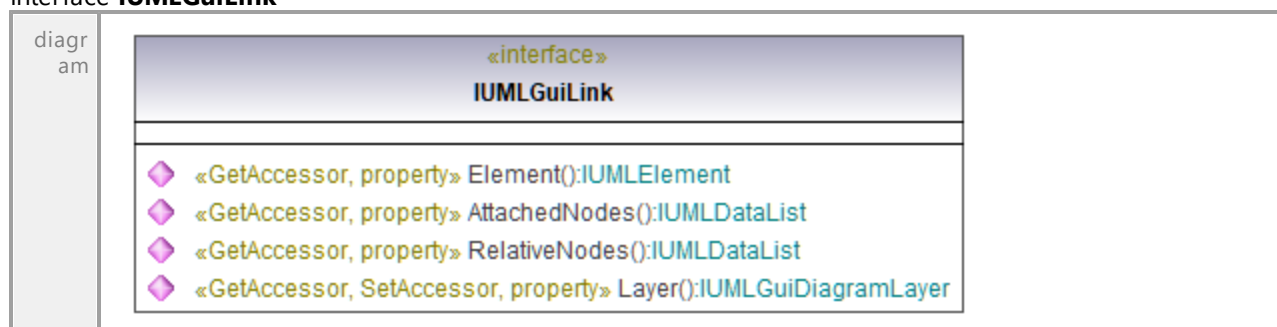 interface IUMLGuiLink
diagr
am
«interface»
IUMLGuiLink
«GetAccessor, property» Element():IUMLElement
«GetAccessor, property» AttachedNodes():IUMLDataList
«GetAccessor, property» RelativeNodes():IUMLDataList
«GetAccessor, SetAccessor, property» Layer():IUMLGuiDiagramLayer